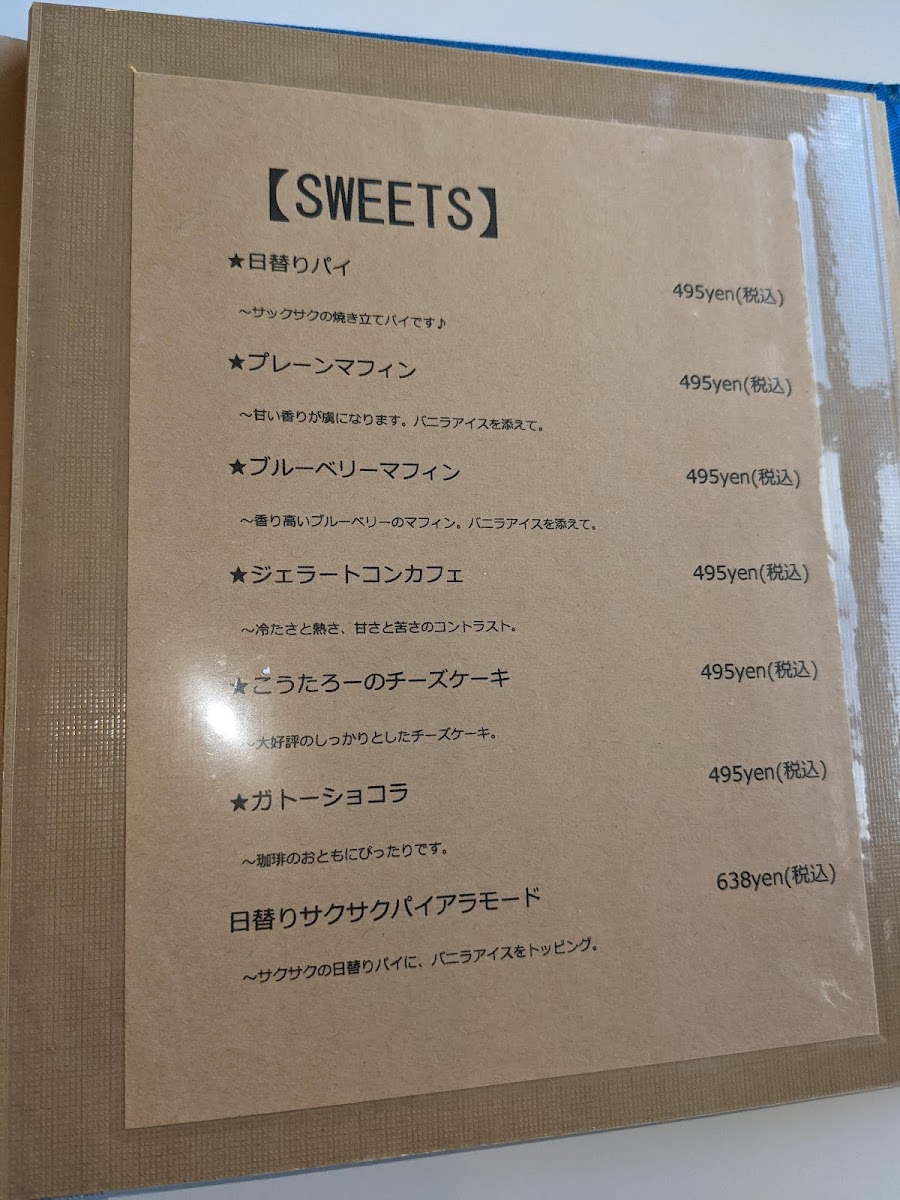 【SWEETS】
★日替りパイ 495yen(税込)
～サックサクの焼き立てパイです♪
★プレーンマフィン 495yen(税込)
～甘い香りが虜になります。バニラアイスを添えて。
★ブルーベリーマフィン 495yen(税込)
～香り高いブルーベリーのマフィン。バニラアイスを添えて。
★ジェラートコンカフェ 495yen(税込)
～冷たさと熱さ、甘さと苦さのコントラスト。
★こうたろーのチーズケーキ 495yen(税込)
～大好評のしっかりとしたチーズケーキ。
★ガトーショコラ 495yen(税込)
～珈琲のおともにぴったりです。
日替りサクサクパイアラモード 638yen(税込)
～サクサクの日替りパイに、バニラアイスをトッピング。